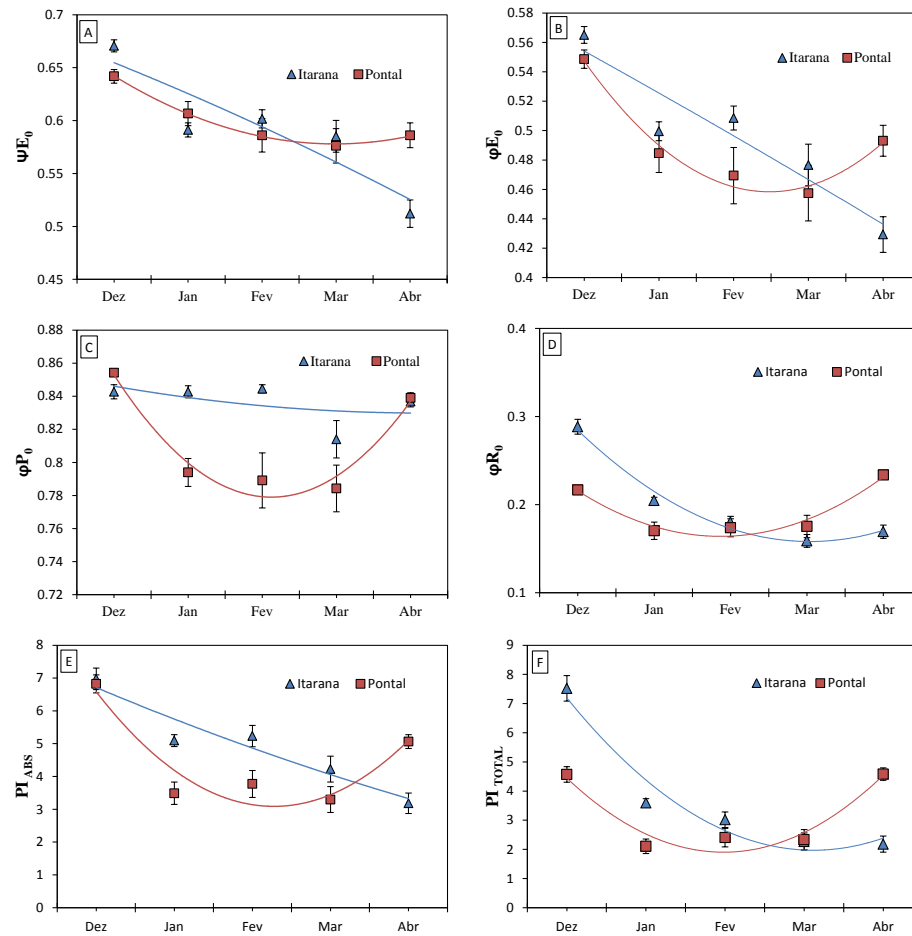 A
Itarana Pontal
ΨE0
0.7
0.65
0.6
0.55
0.5
0.45
Dez Jan Fev Mar Abr
B
Itarana Pontal
φE0
0.58
0.56
0.54
0.52
0.5
0.48
0.46
0.44
0.42
0.4
Dez Jan Fev Mar Abr
C
Itarana Pontal
φP0
0.88
0.86
0.84
0.82
0.8
0.78
0.76
0.74
0.72
Dez Jan Fev Mar Abr
D
Itarana Pontal
φR0
0.4
0.3
0.2
0.1
Dez Jan Fev Mar Abr
E
Itarana Pontal
PI ABS
8
7
6
5
4
3
2
1
0
Dez Jan Fev Mar Abr
F
Itarana Pontal
PI TOTAL
9
8
7
6
5
4
3
2
1
0
Dez Jan Fev Mar Abr